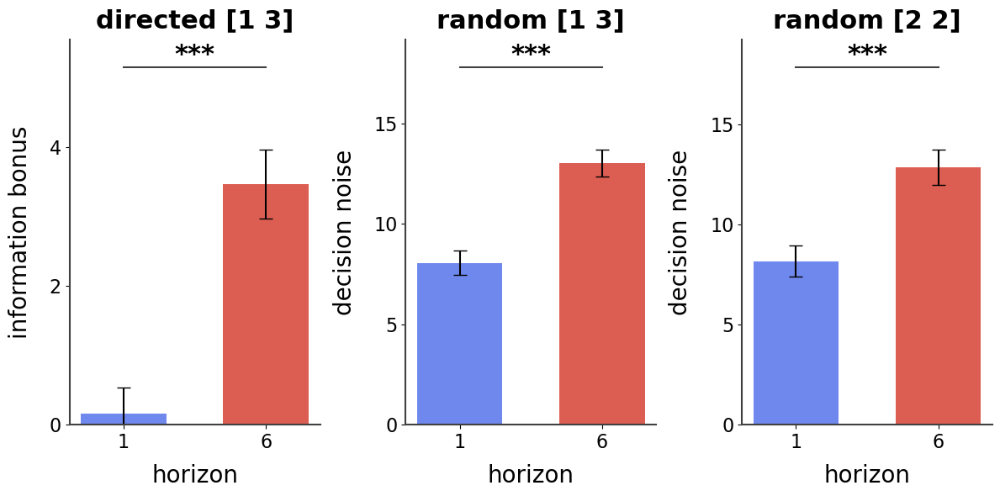 directed [1 3]
***
information bonus
4
2
0
1
6
horizon
random [1 3]
***
decision noise
15
10
5
0
1
6
horizon
random [2 2]
***
decision noise
15
10
5
0
1
6
horizon